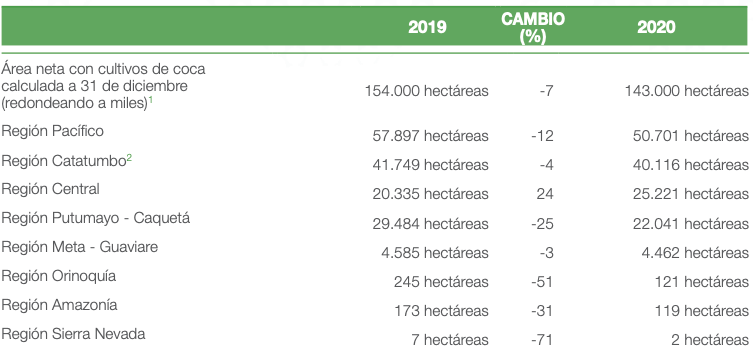 2019 CAMBIO (%) 2020
Área neta con cultivos de coca
calculada a 31 de diciembre
(redondeando a miles)1 154.000 hectáreas -7 143.000 hectáreas
Región Pacífico 57.897 hectáreas -12 50.701 hectáreas
Región Catatumbo2 41.749 hectáreas -4 40.116 hectáreas
Región Central 20.335 hectáreas 24 25.221 hectáreas
Región Putumayo - Caquetá 29.484 hectáreas -25 22.041 hectáreas
Región Meta - Guaviare 4.585 hectáreas -3 4.462 hectáreas
Región Orinoquía 245 hectáreas -51 121 hectáreas
Región Amazonía 173 hectáreas -31 119 hectáreas
Región Sierra Nevada 7 hectáreas -71 2 hectáreas